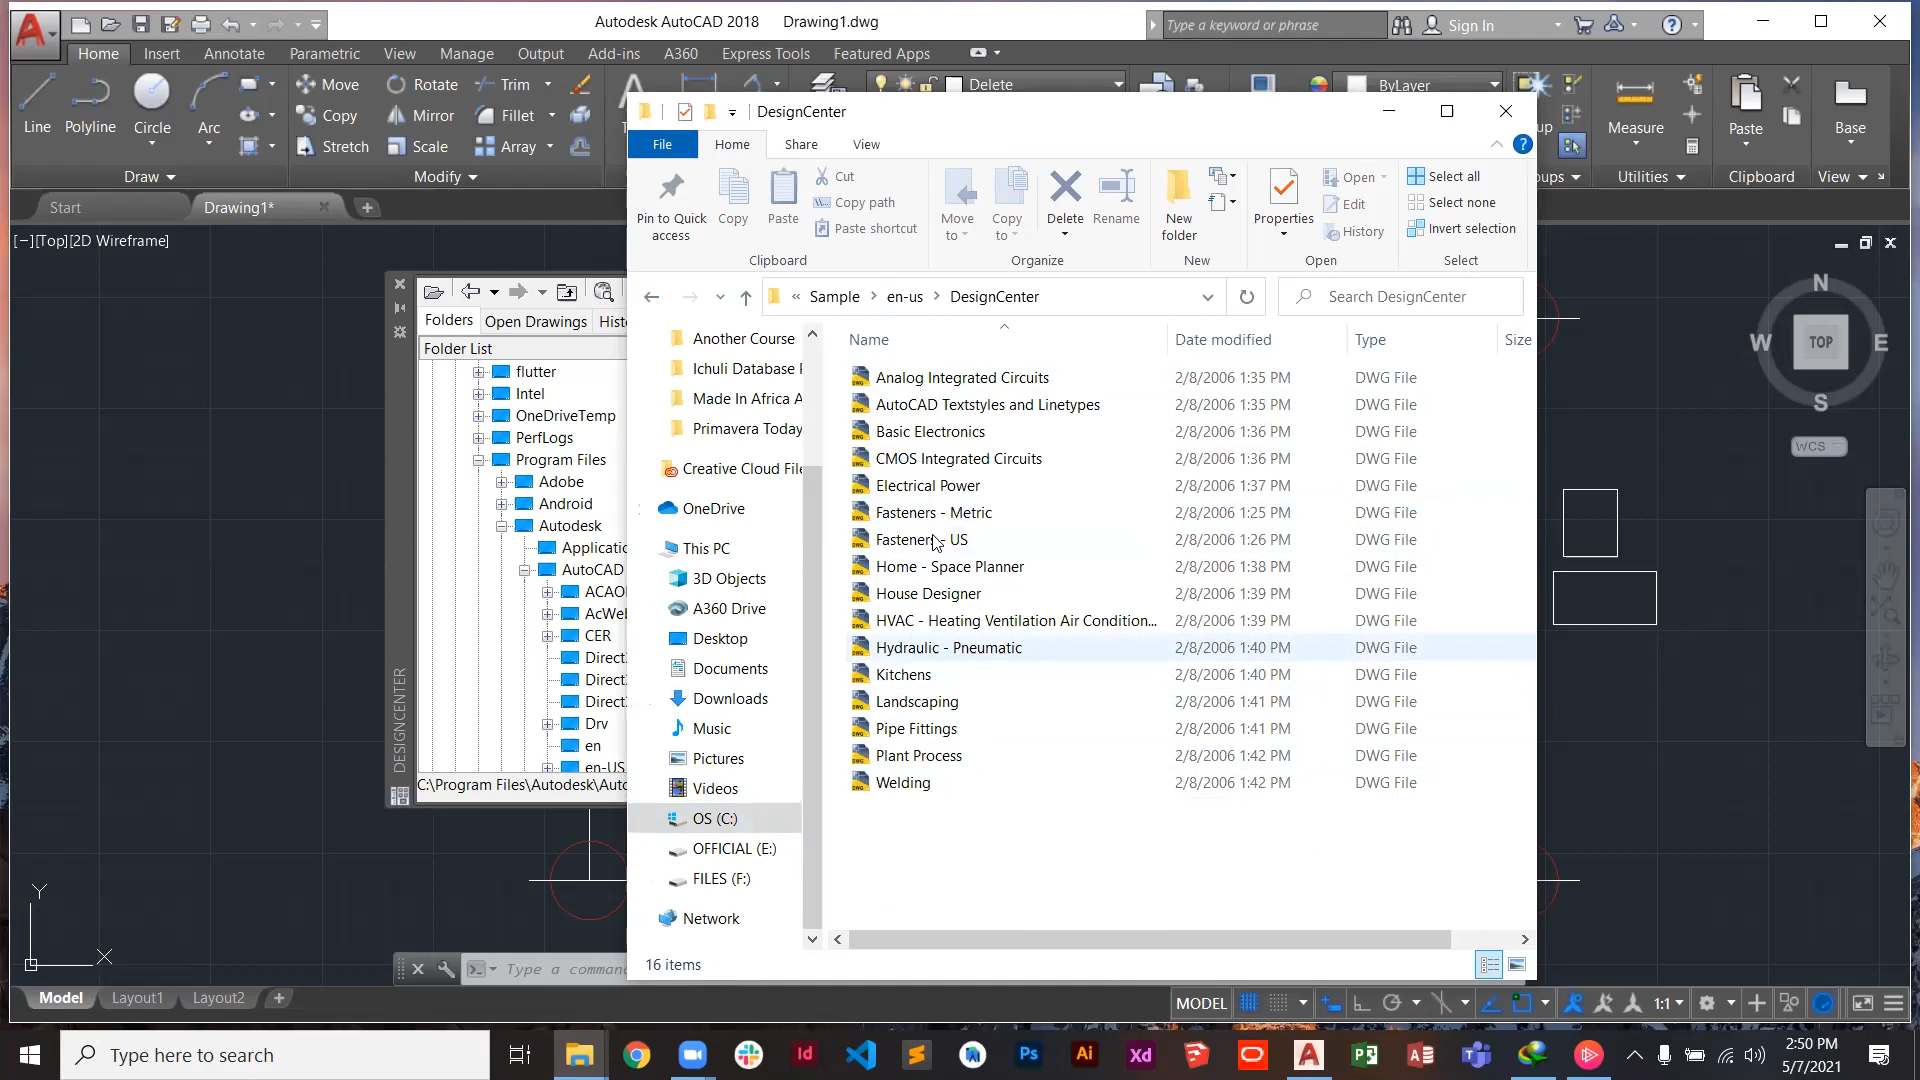 Autodesk AutoCAD 2018 Drawing1.dwg
Type a keyword or phrase
Sign In
Home Insert Annotate Parametric View Manage Output Add-ins A360 Express Tools Featured Apps
Line
Polyline
Circle
Arc
Draw
Move Rotate Trim
Copy Mirror Fillet
Stretch Scale Array
Modify
Delete
ByLayer
Measure
Utilities
Paste
Clipboard
Base
View
Start
Drawing1*
[−][Top][2D Wireframe]
DesignCenter
File Home Share View
Pin to Quick access
Copy
Paste
Cut
Copy path
Paste shortcut
Clipboard
Move to
Copy to
Delete
Rename
Organize
New folder
New
Properties
Open
Edit
History
Open
Select all
Select none
Invert selection
Select
« Sample > en-us > DesignCenter
Search DesignCenter
Folders Open Drawings
Folder List
flutter
Intel
OneDriveTemp
PerfLogs
Program Files
Adobe
Android
Autodesk
AutoCAD
CER
Drv
en
en-US
DESIGNCENTER
C:\Program Files\Autodesk\Auto
Another Course
Ichuli Database
Made In Africa A
Primavera Today
Creative Cloud File
OneDrive
This PC
3D Objects
A360 Drive
Desktop
Documents
Downloads
Music
Pictures
Videos
OS (C:)
OFFICIAL (E:)
FILES (F:)
Network
Name Date modified Type Size
Analog Integrated Circuits 2/8/2006 1:35 PM DWG File
AutoCAD Textstyles and Linetypes 2/8/2006 1:35 PM DWG File
Basic Electronics 2/8/2006 1:36 PM DWG File
CMOS Integrated Circuits 2/8/2006 1:36 PM DWG File
Electrical Power 2/8/2006 1:37 PM DWG File
Fasteners - Metric 2/8/2006 1:25 PM DWG File
Fasteners - US 2/8/2006 1:26 PM DWG File
Home - Space Planner 2/8/2006 1:38 PM DWG File
House Designer 2/8/2006 1:39 PM DWG File
HVAC - Heating Ventilation Air Condition... 2/8/2006 1:39 PM DWG File
Hydraulic - Pneumatic 2/8/2006 1:40 PM DWG File
Kitchens 2/8/2006 1:40 PM DWG File
Landscaping 2/8/2006 1:41 PM DWG File
Pipe Fittings 2/8/2006 1:41 PM DWG File
Plant Process 2/8/2006 1:42 PM DWG File
Welding 2/8/2006 1:42 PM DWG File
16 items
N
W TOP E
S
WCS
Y
X
Type a comman
Model Layout1 Layout2
MODEL
1:1
Type here to search
2:50 PM
5/7/2021